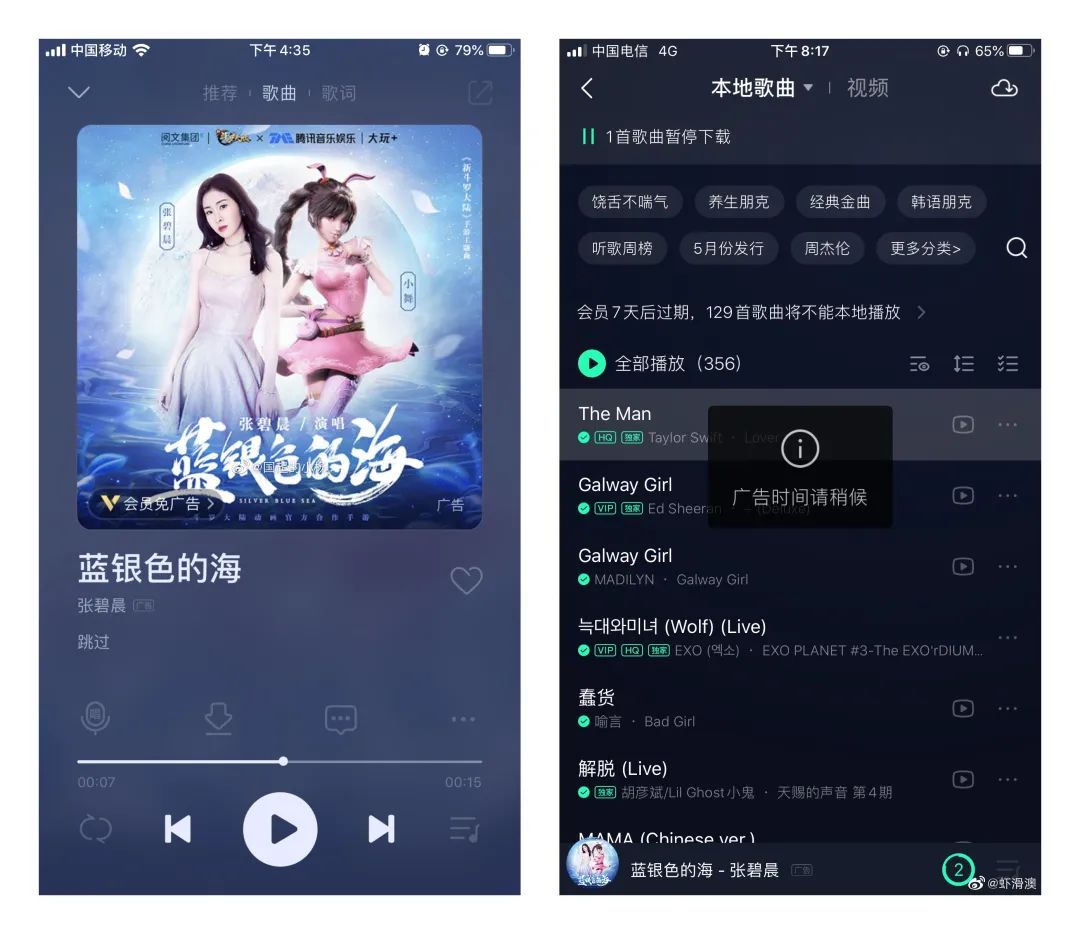 中国移动
下午 4:35
79%
推荐
歌曲
歌词
阅文集团
腾讯音乐娱乐
大玩+
《新斗罗大陆》手游主题曲
张碧晨
小舞
张碧晨 / 演唱
蓝银色的海
SILVER BLUE SEA
斗罗大陆动画官方合作手游
会员免广告 >
广告
蓝银色的海
张碧晨 广告
跳过
唱
00:07
00:15
中国电信 4G
下午 8:17
65%
本地歌曲
视频
1首歌曲暂停下载
饶舌不喘气
养生朋克
经典金曲
韩语朋克
听歌周榜
5月份发行
周杰伦
更多分类>
会员7天后过期，129首歌曲将不能本地播放 >
全部播放（356）
The Man
HQ 独家 Taylor Swift · Lover
广告时间请稍候
Galway Girl
VIP 独家 Ed Sheeran · ÷ (Deluxe)
Galway Girl
MADILYN · Galway Girl
늑대와미녀 (Wolf) (Live)
VIP HQ 独家 EXO (엑소) · EXO PLANET #3-The EXO'rDIUM...
蠢货
喻言 · Bad Girl
解脱 (Live)
独家 胡彦斌/Lil Ghost小鬼 · 天赐的声音 第4期
MAMA (Chinese ver.)
蓝银色的海 - 张碧晨 广告
2
@虾滑澳